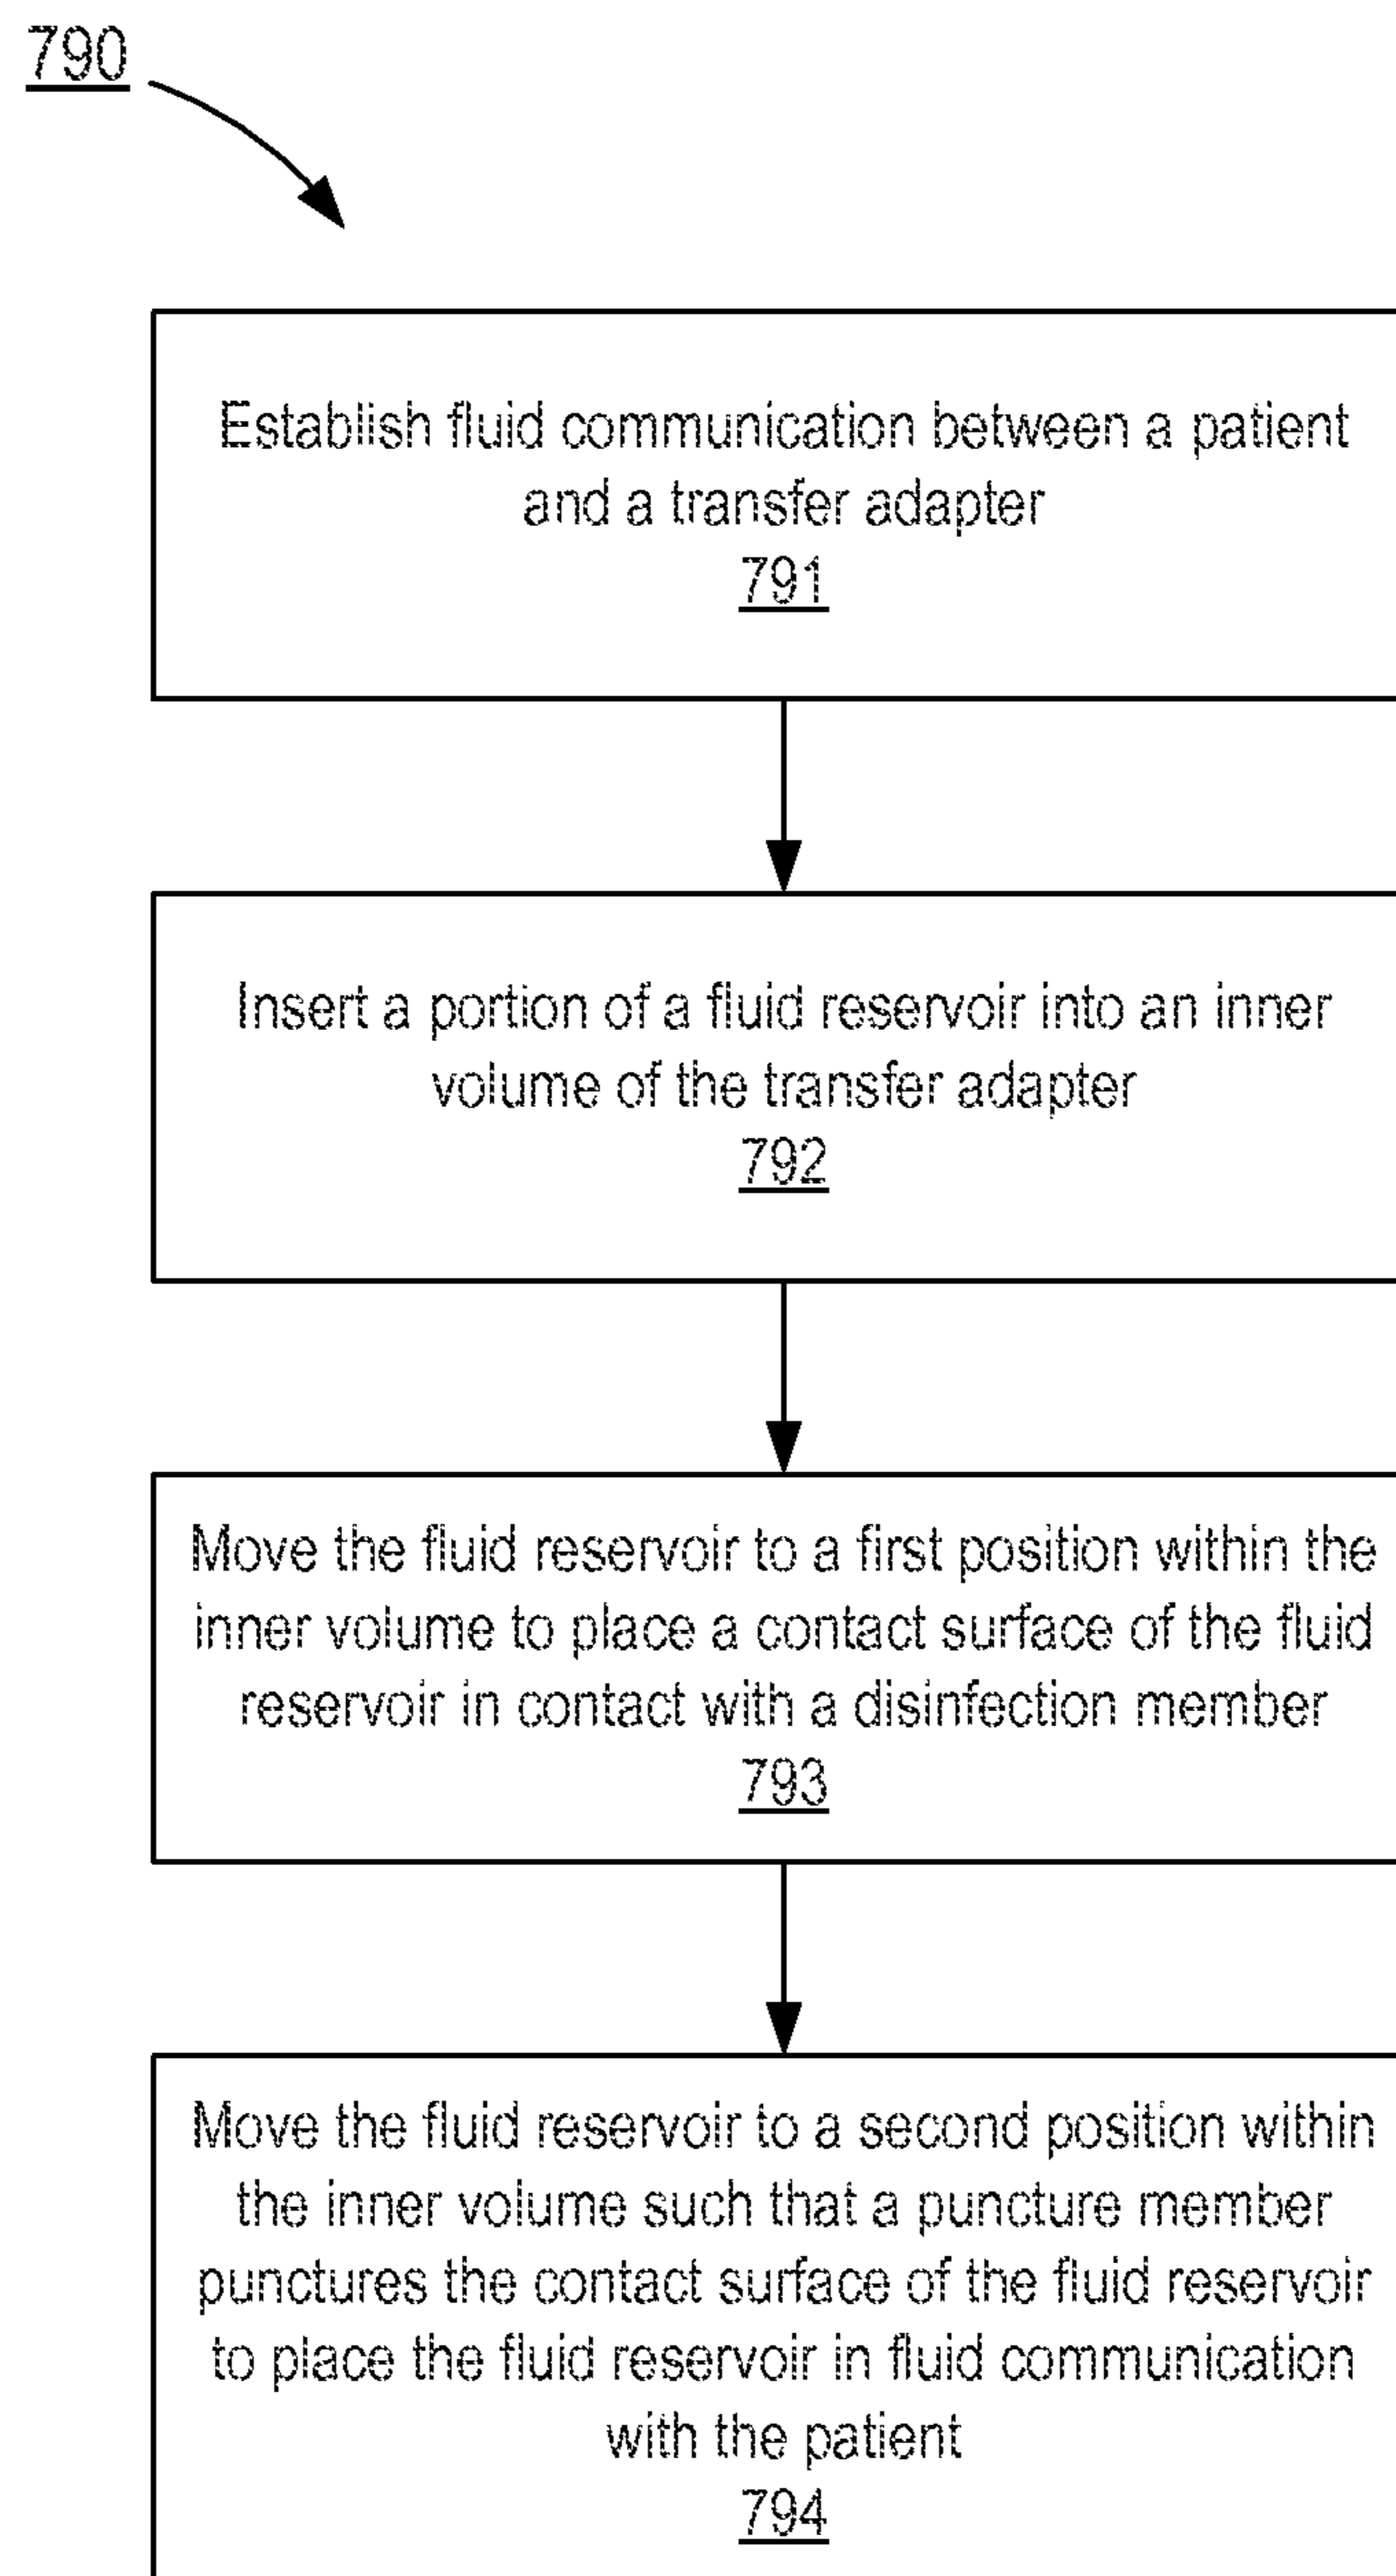 790
Establish fluid communication between a patient
and a transfer adapter
791
Insert a portion of a fluid reservoir into an inner
volume of the transfer adapter
792
Move the fluid reservoir to a first position within the
inner volume to place a contact surface of the fluid
reservoir in contact with a disinfection member
793
Move the fluid reservoir to a second position within
the inner volume such that a puncture member
punctures the contact surface of the fluid reservoir
to place the fluid reservoir in fluid communication
with the patient
794